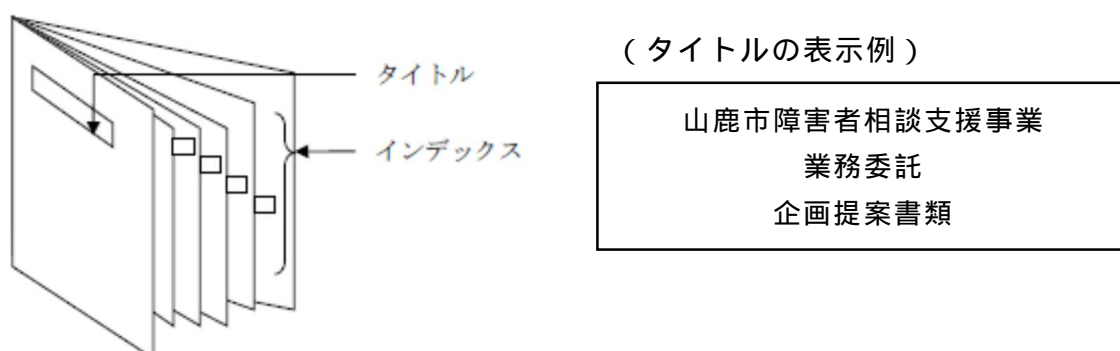 タイトル
インデックス
（タイトルの表示例）
山鹿市障害者相談支援事業
業務委託
企画提案書類